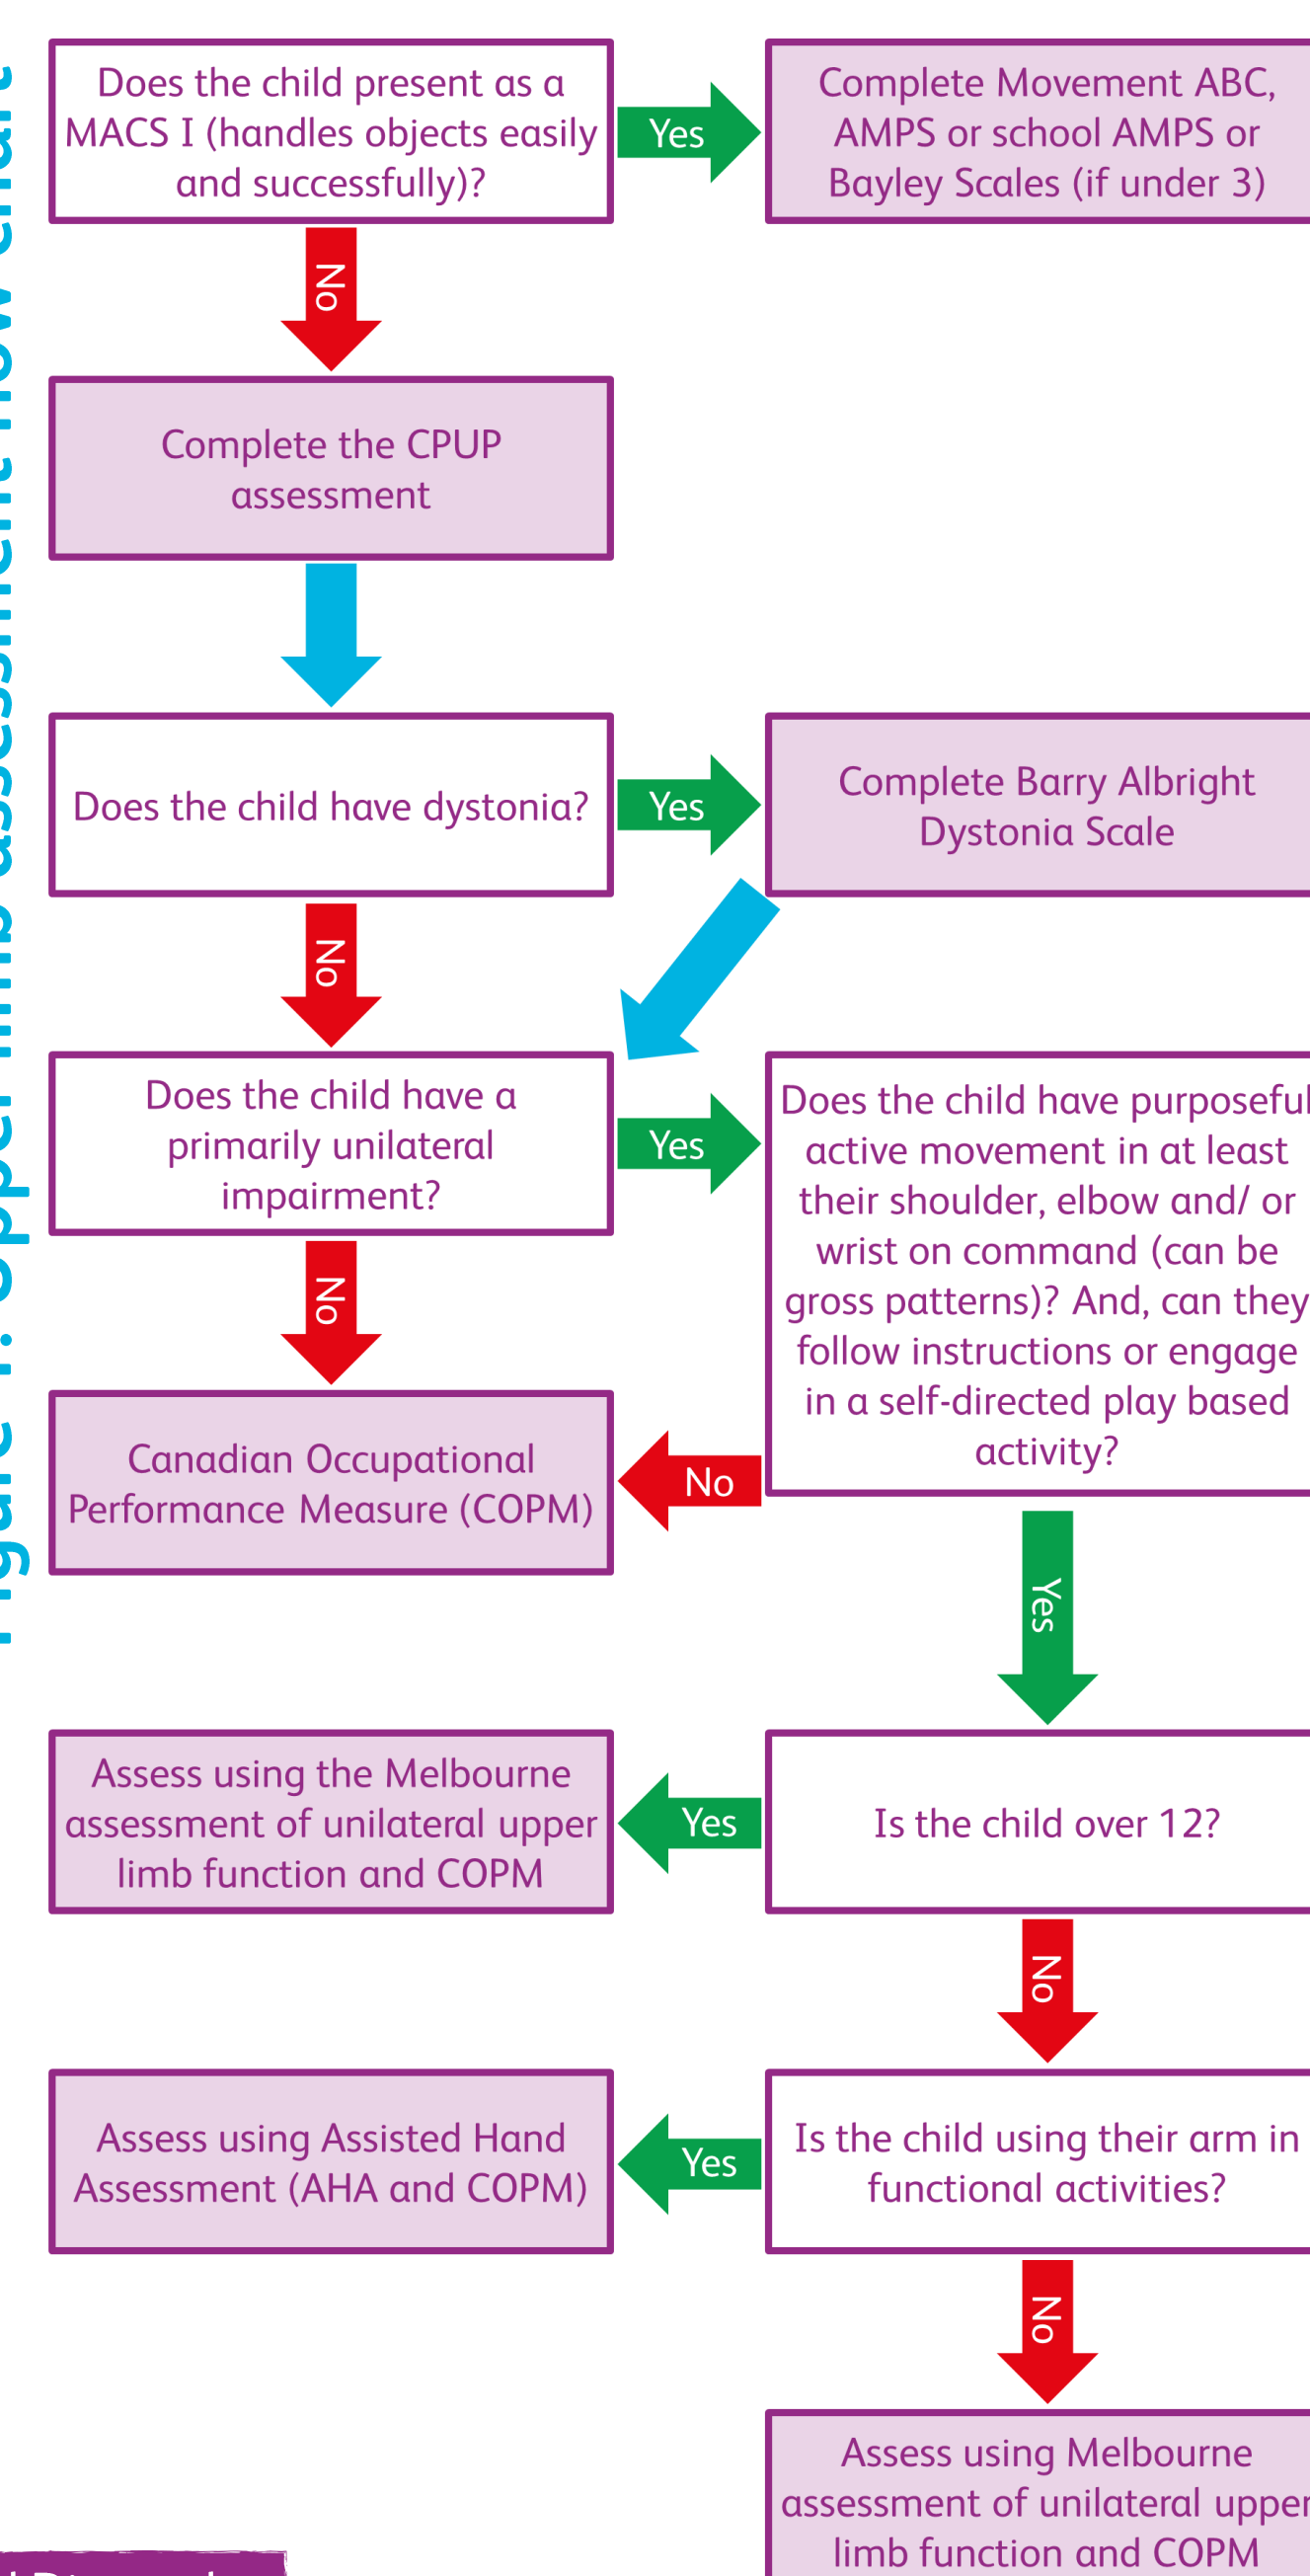 Figure 1: Upper limb assessment flow chart
Does the child present as a
MACS I (handles objects easily
and successfully)?
Yes
Complete Movement ABC,
AMPS or school AMPS or
Bayley Scales (if under 3)
No
Complete the CPUP
assessment
Does the child have dystonia?
Yes
Complete Barry Albright
Dystonia Scale
No
Does the child have a
primarily unilateral
impairment?
Yes
Does the child have purposeful
active movement in at least
their shoulder, elbow and/ or
wrist on command (can be
gross patterns)? And, can they
follow instructions or engage
in a self-directed play based
activity?
No
Canadian Occupational
Performance Measure (COPM)
No
Yes
Assess using the Melbourne
assessment of unilateral upper
limb function and COPM
Yes
Is the child over 12?
No
Assess using Assisted Hand
Assessment (AHA and COPM)
Yes
Is the child using their arm in
functional activities?
No
Assess using Melbourne
assessment of unilateral upper
limb function and COPM